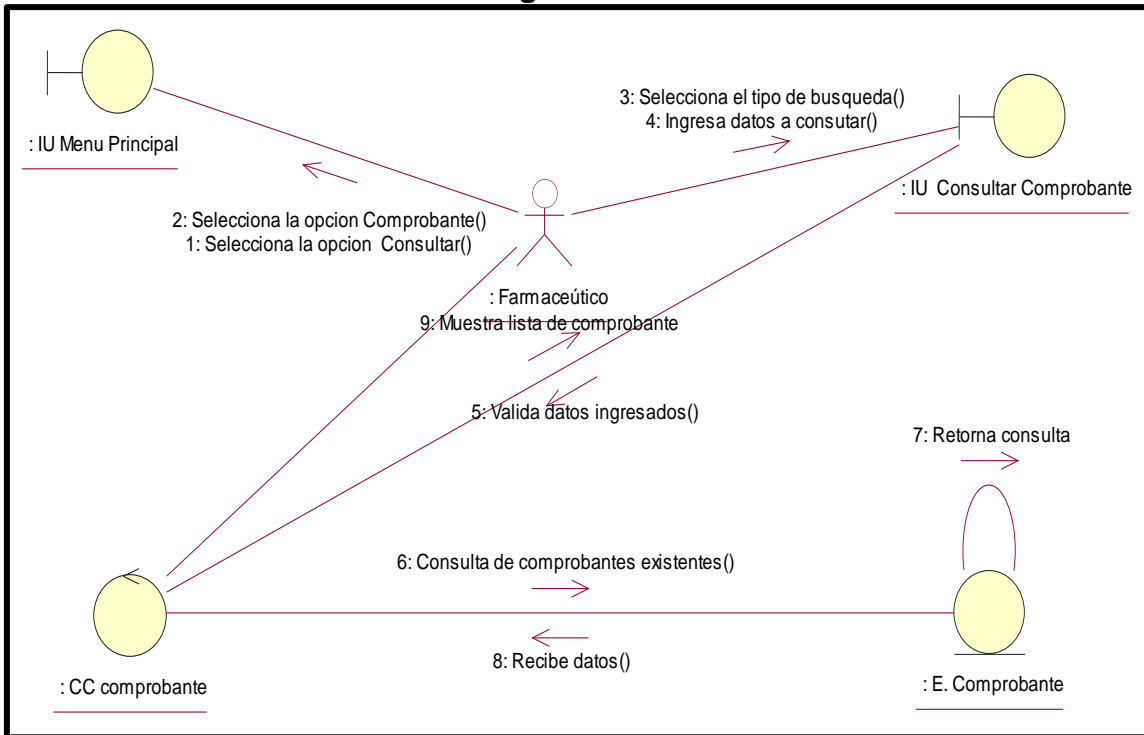 3: Selecciona el tipo de busqueda()
4: Ingresa datos a consutar()
: IU Menu Principal
: IU Consultar Comprobante
2: Selecciona la opcion Comprobante()
1: Selecciona la opcion Consultar()
: Farmaceútico
9: Muestra lista de comprobante
5: Valida datos ingresados()
7: Retorna consulta
6: Consulta de comprobantes existentes()
8: Recibe datos()
: CC comprobante
: E. Comprobante